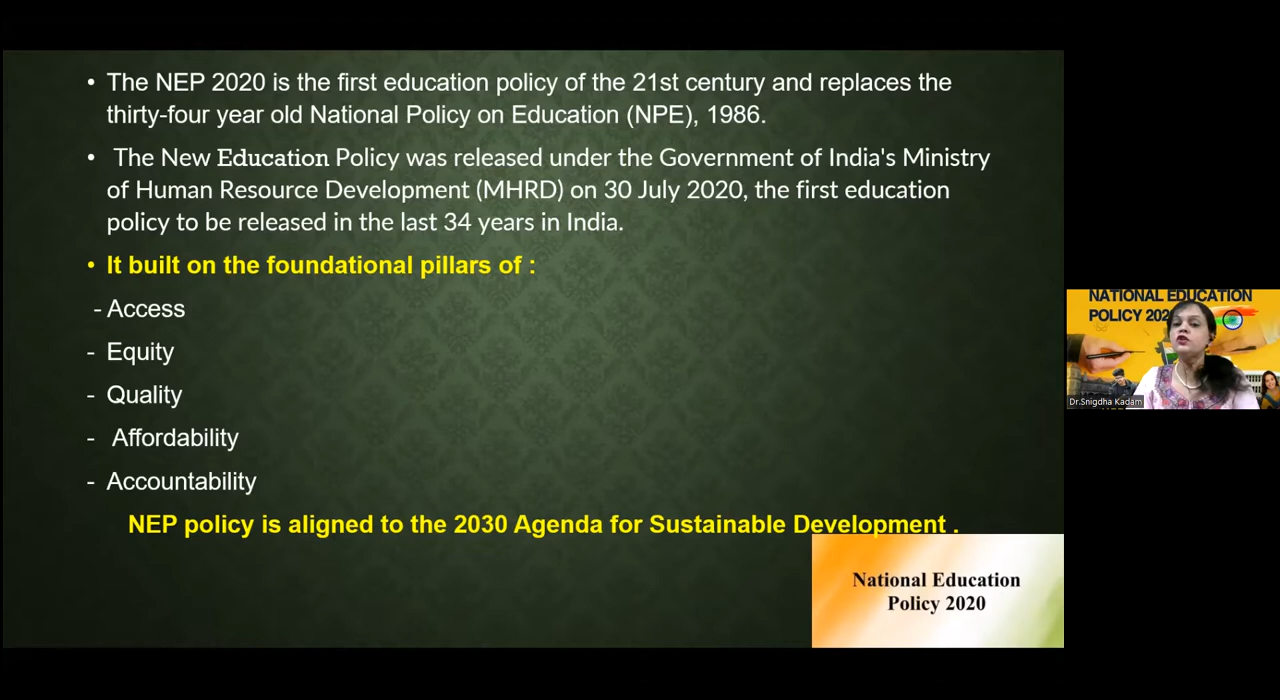 • The NEP 2020 is the first education policy of the 21st century and replaces the
thirty-four year old National Policy on Education (NPE), 1986.
• The New Education Policy was released under the Government of India's Ministry
of Human Resource Development (MHRD) on 30 July 2020, the first education
policy to be released in the last 34 years in India.
• It built on the foundational pillars of :
- Access
- Equity
- Quality
- Affordability
- Accountability
NEP policy is aligned to the 2030 Agenda for Sustainable Development .
National Education
Policy 2020
NATIONAL EDUCATION
POLICY 202
Dr.Snigdha Kadam